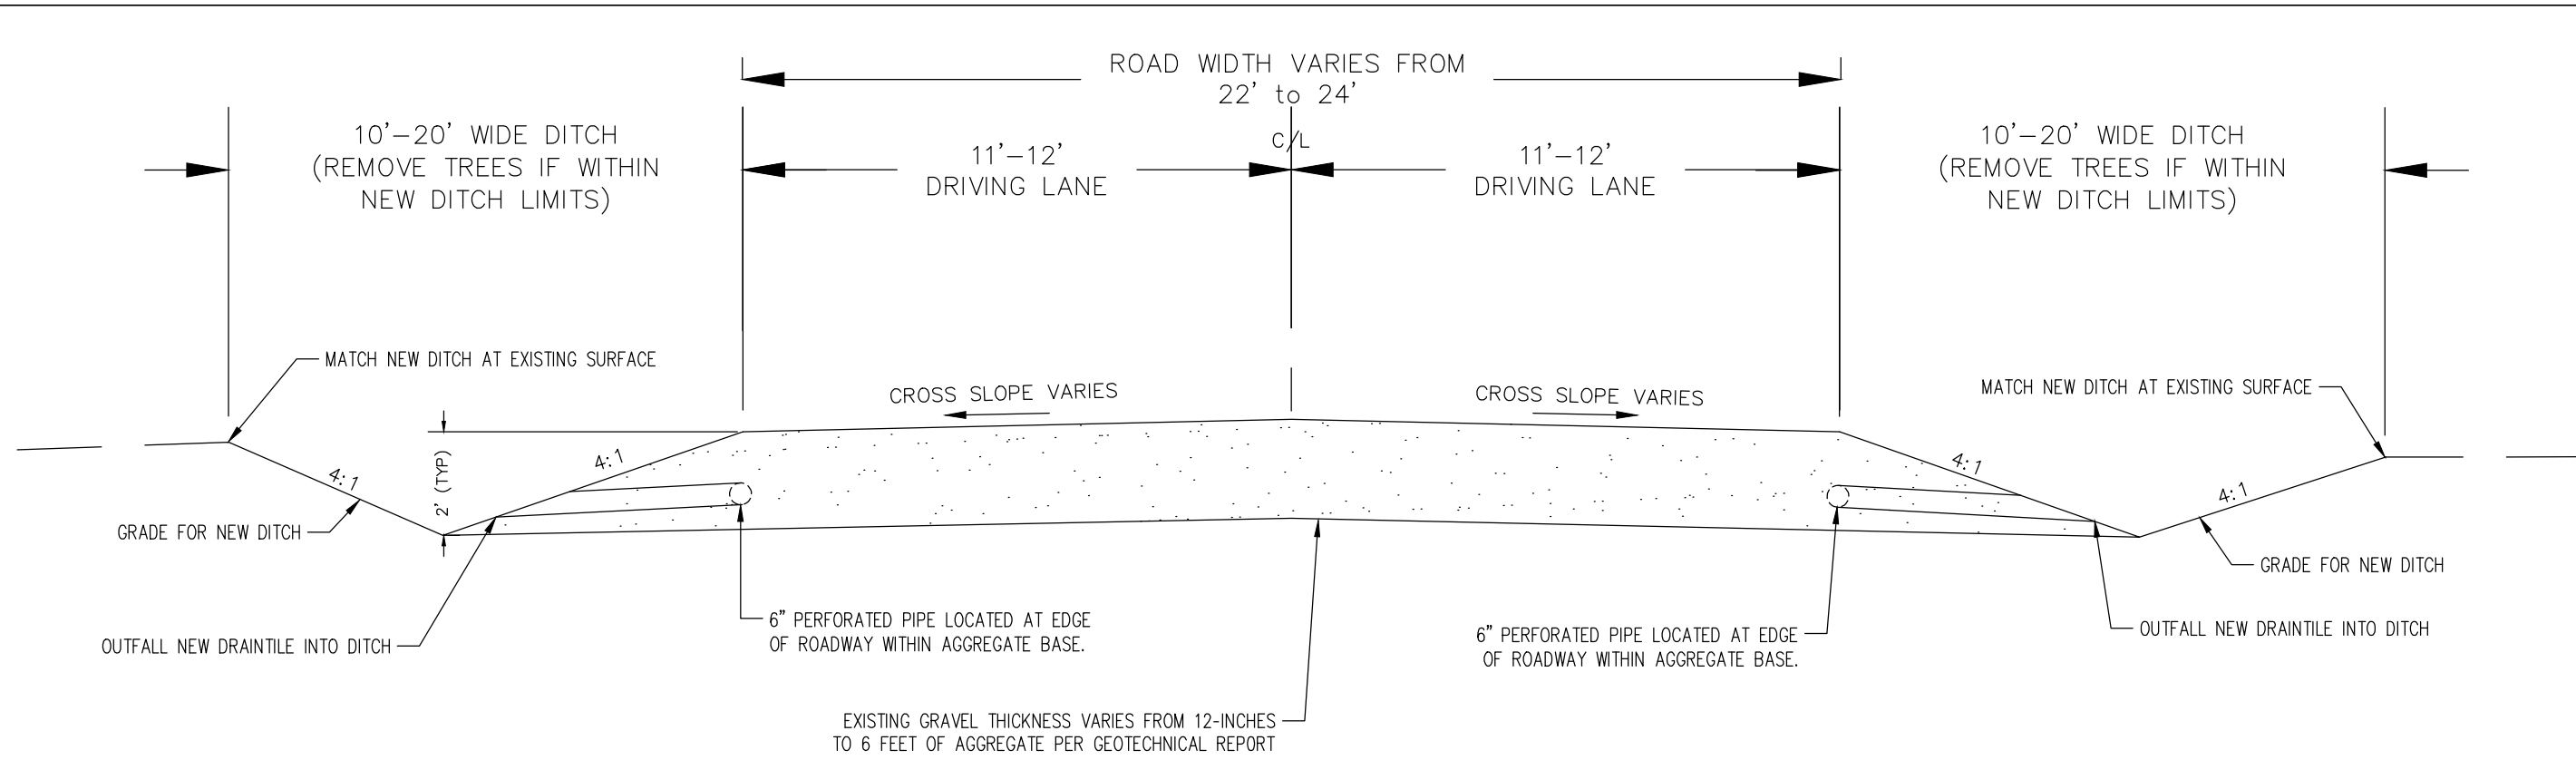 ROAD WIDTH VARIES FROM
22' to 24'
10'-20' WIDE DITCH
(REMOVE TREES IF WITHIN
NEW DITCH LIMITS)
11'-12'
DRIVING LANE
C/L
11'-12'
DRIVING LANE
10'-20' WIDE DITCH
(REMOVE TREES IF WITHIN
NEW DITCH LIMITS)
MATCH NEW DITCH AT EXISTING SURFACE
CROSS SLOPE VARIES
CROSS SLOPE VARIES
MATCH NEW DITCH AT EXISTING SURFACE
4:1
2' (TYP)
4:1
4:1
4:1
GRADE FOR NEW DITCH
GRADE FOR NEW DITCH
OUTFALL NEW DRAINTILE INTO DITCH
6" PERFORATED PIPE LOCATED AT EDGE
OF ROADWAY WITHIN AGGREGATE BASE.
6" PERFORATED PIPE LOCATED AT EDGE
OF ROADWAY WITHIN AGGREGATE BASE.
OUTFALL NEW DRAINTILE INTO DITCH
EXISTING GRAVEL THICKNESS VARIES FROM 12-INCHES
TO 6 FEET OF AGGREGATE PER GEOTECHNICAL REPORT